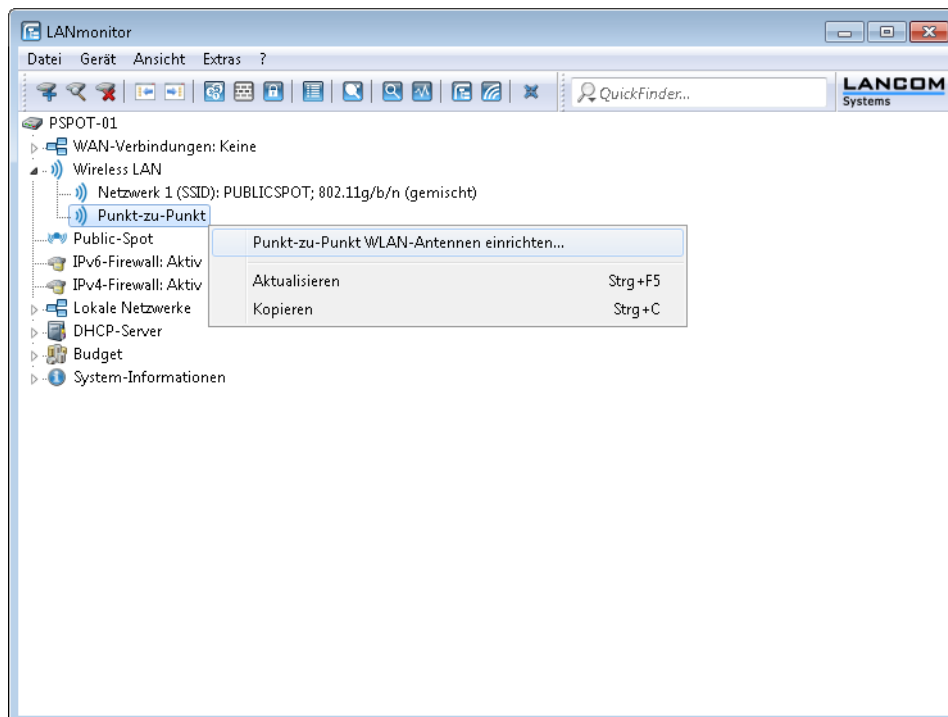 LANmonitor
Datei Gerät Ansicht Extras ?
QuickFinder...
LANCOM
Systems
PSPOT-01
WAN-Verbindungen: Keine
Wireless LAN
Netzwerk 1 (SSID): PUBLICSPOT; 802.11g/b/n (gemischt)
Punkt-zu-Punkt
Public-Spot
Punkt-zu-Punkt WLAN-Antennen einrichten...
IPv6-Firewall: Aktiv
IPv4-Firewall: Aktiv
Aktualisieren Strg+F5
Lokale Netzwerke
Kopieren Strg+C
DHCP-Server
Budget
System-Informationen